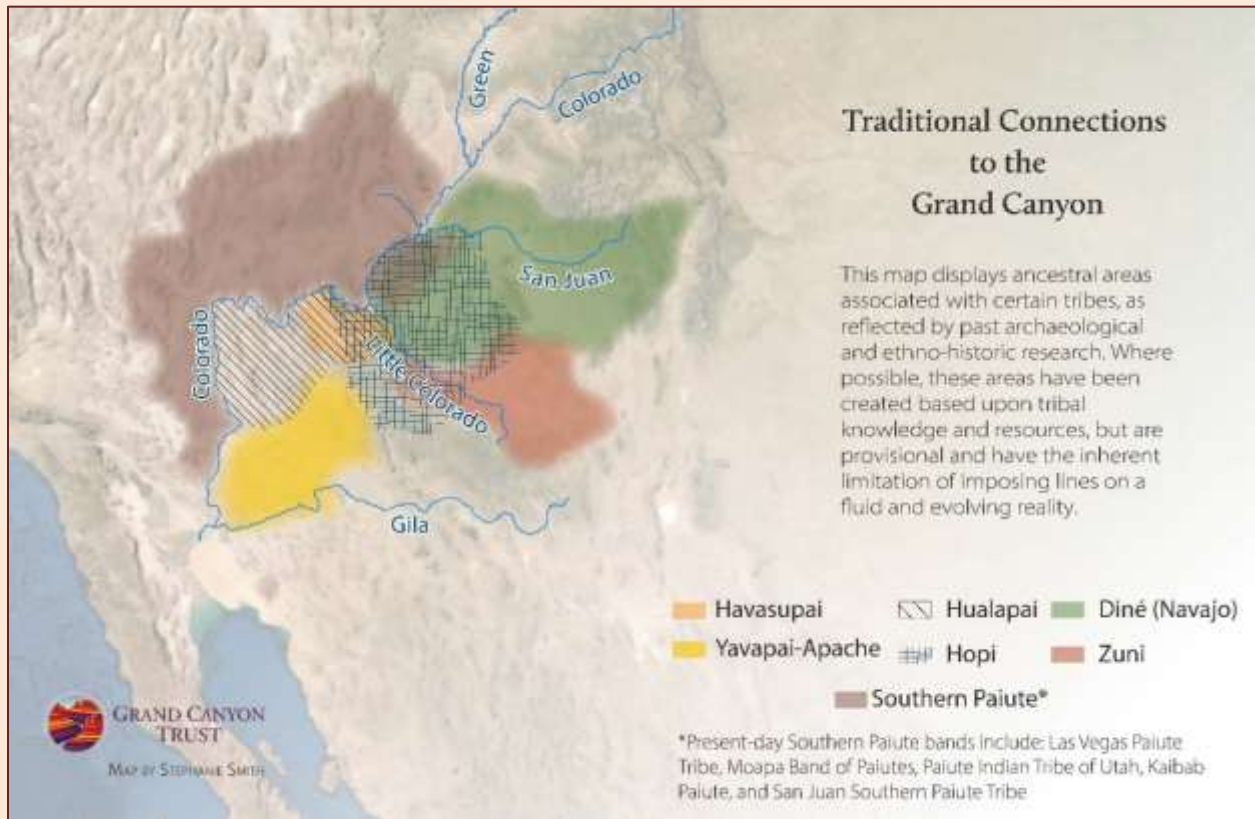 Green
Colorado
San Juan
Colorado
Little Colorado
Gila
Traditional Connections
to the
Grand Canyon
This map displays ancestral areas
associated with certain tribes, as
reflected by past archaeological
and ethno-historic research. Where
possible, these areas have been
created based upon tribal
knowledge and resources, but are
provisional and have the inherent
limitation of imposing lines on a
fluid and evolving reality.
Havasupai Hualapai Diné (Navajo)
Yavapai-Apache Hopi Zuni
Southern Paiute*
*Present-day Southern Paiute bands include: Las Vegas Paiute
Tribe, Moapa Band of Paiutes, Paiute Indian Tribe of Utah, Kaibab
Paiute, and San Juan Southern Paiute Tribe
GRAND CANYON
TRUST
MAP BY STEPHANIE SMITH